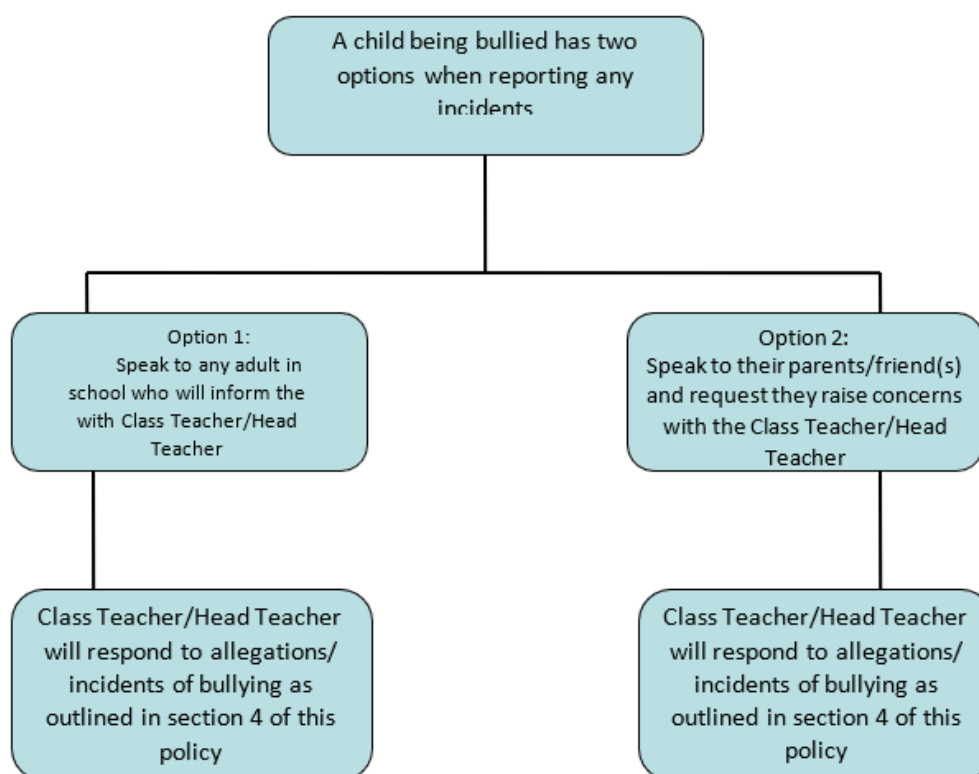 A child being bullied has two
options when reporting any
incidents
Option 1:
Speak to any adult in
school who will inform the
with Class Teacher/Head
Teacher
Option 2:
Speak to their parents/friend(s)
and request they raise concerns
with the Class Teacher/Head
Teacher
Class Teacher/Head Teacher
will respond to allegations/
incidents of bullying as
outlined in section 4 of this
policy
Class Teacher/Head Teacher
will respond to allegations/
incidents of bullying as
outlined in section 4 of this
policy